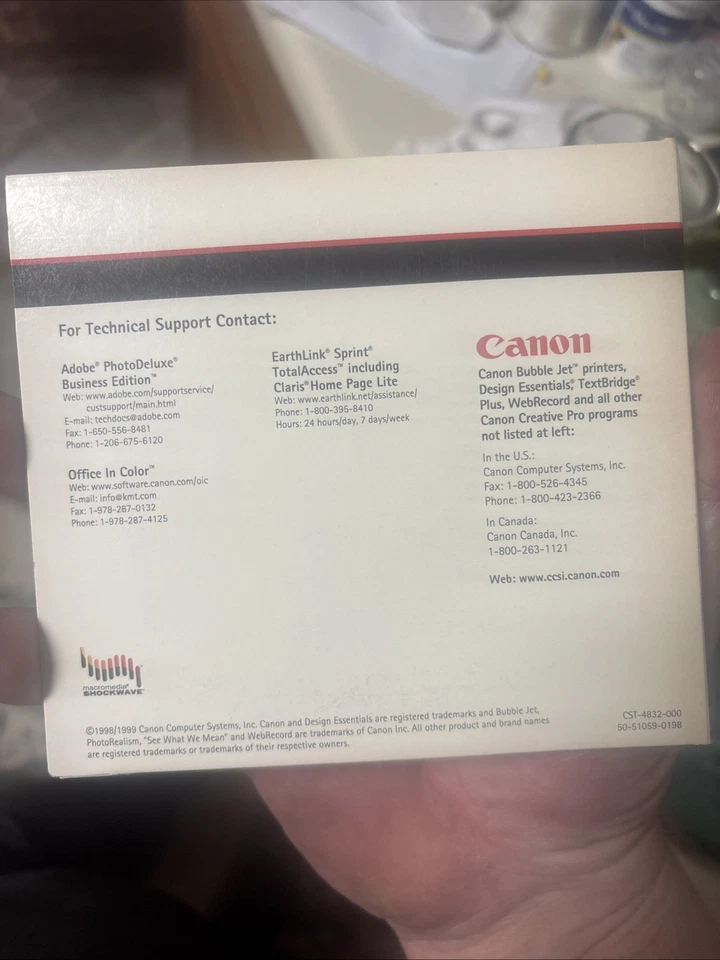 For Technical Support Contact:
Adobe® PhotoDeluxe®
Business Edition™
Web: www.adobe.com/supportservice/
custsupport/main.html
E-mail: techdocs@adobe.com
Fax: 1-650-556-8481
Phone: 1-206-675-6120
Office In Color™
Web: www.software.canon.com/oic
E-mail: info@kmt.com
Fax: 1-978-287-0132
Phone: 1-978-287-4125
EarthLink® Sprint®
TotalAccess™ including
Claris® Home Page Lite
Web: www.earthlink.net/assistance/
Phone: 1-800-395-8410
Hours: 24 hours/day, 7 days/week
Canon
Canon Bubble Jet™ printers,
Design Essentials®, TextBridge®
Plus, WebRecord and all other
Canon Creative Pro programs
not listed at left:
In the U.S.:
Canon Computer Systems, Inc.
Fax: 1-800-526-4345
Phone: 1-800-423-2366
In Canada:
Canon Canada, Inc.
1-800-263-1121
Web: www.ccsi.canon.com
macromedia®
SHOCKWAVE™
©1998/1999 Canon Computer Systems, Inc. Canon and Design Essentials are registered trademarks and Bubble Jet,
PhotoRealism, "See What We Mean" and WebRecord are trademarks of Canon Inc. All other product and brand names
are registered trademarks or trademarks of their respective owners.
CST-4832-000
50-51059-0198